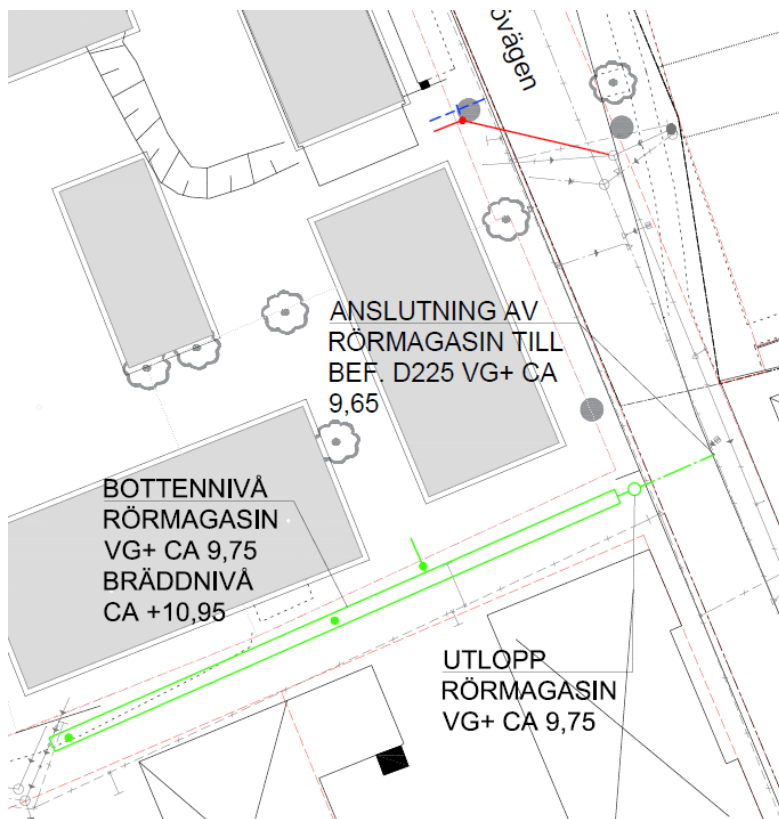 övägen
ANSLUTNING AV
RÖRMAGASIN TILL
BEF. D225 VG+ CA
9,65
BOTTENNIVÅ
RÖRMAGASIN
VG+ CA 9,75
BRÄDDNIVÅ
CA +10,95
UTLOPP
RÖRMAGASIN
VG+ CA 9,75